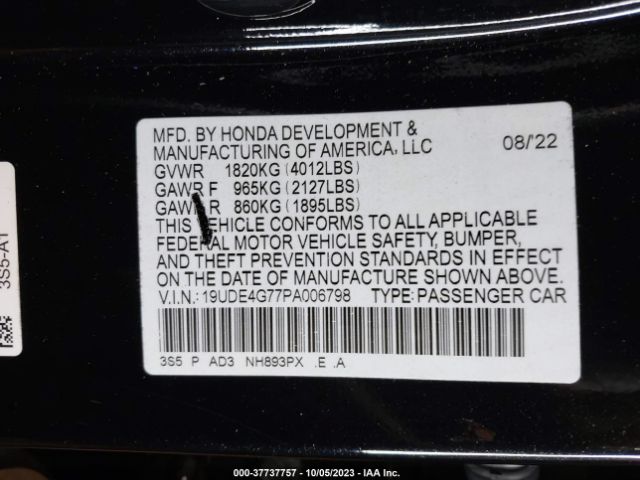 MFD. BY HONDA DEVELOPMENT &
MANUFACTURING OF AMERICA, LLC 08/22
GVWR 1820KG (4012LBS)
GAWR F 965KG (2127LBS)
GAWR R 860KG (1895LBS)
THIS VEHICLE CONFORMS TO ALL APPLICABLE
FEDERAL MOTOR VEHICLE SAFETY, BUMPER,
AND THEFT PREVENTION STANDARDS IN EFFECT
ON THE DATE OF MANUFACTURE SHOWN ABOVE.
V.I.N.: 19UDE4G77PA006798 TYPE: PASSENGER CAR
3S5 P AD3 NH893PX .E .A
3S5-A1
000-37737757 - 10/05/2023 - IAA Inc.